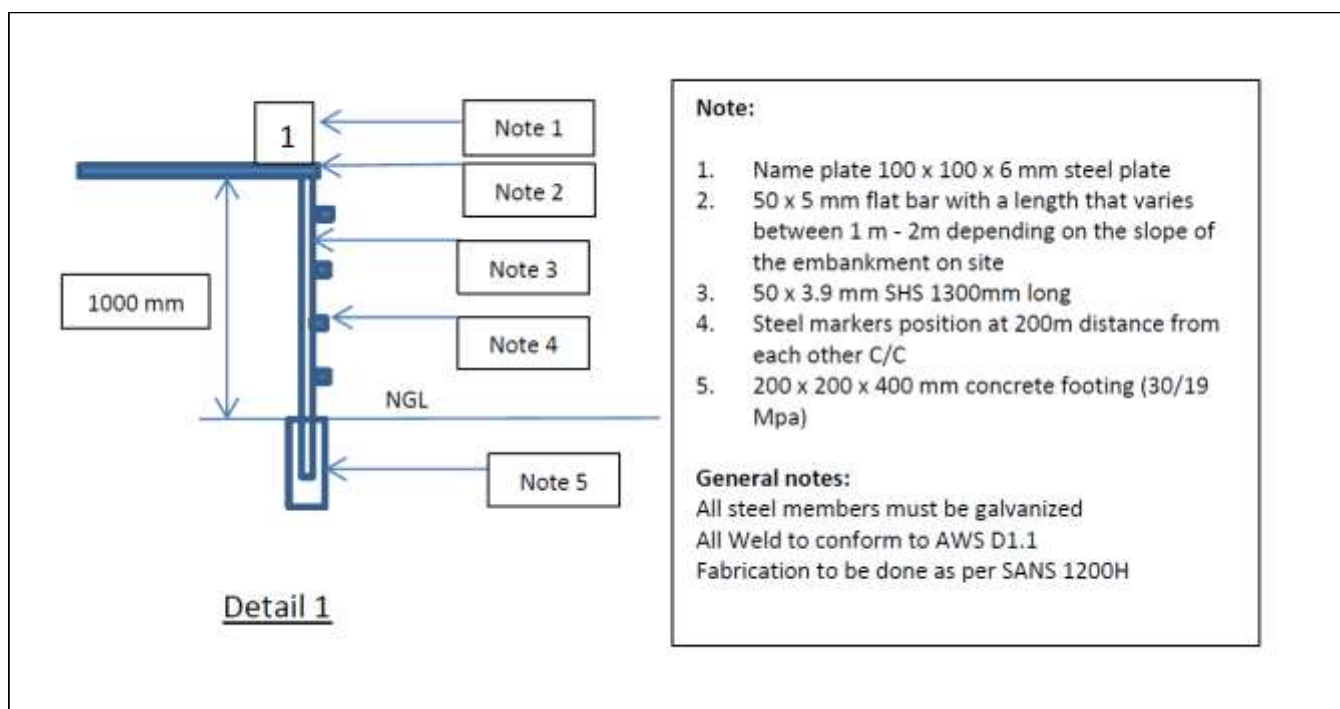 1
Note 1
Note 2
Note 3
1000 mm
Note 4
NGL
Note 5
Detail 1
Note:
1. Name plate 100 x 100 x 6 mm steel plate
2. 50 x 5 mm flat bar with a length that varies
between 1 m - 2m depending on the slope of
the embankment on site
3. 50 x 3.9 mm SHS 1300mm long
4. Steel markers position at 200m distance from
each other C/C
5. 200 x 200 x 400 mm concrete footing (30/19
Mpa)
General notes:
All steel members must be galvanized
All Weld to conform to AWS D1.1
Fabrication to be done as per SANS 1200H